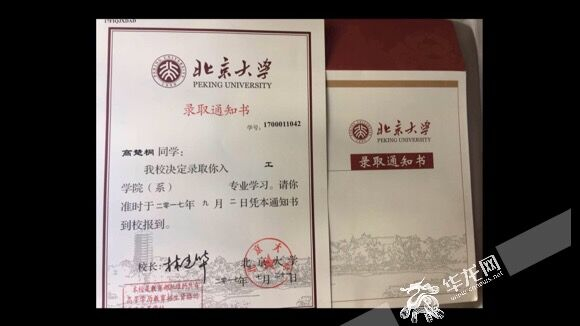 北京大学
PEKING UNIVERSITY
录取通知书
学号：1700011042
高楚桐同学：
我校决定录取你入 工
学院（系） 专业学习。请你
准时于二〇一七年 九 月 二 日凭本通知书
到校报到。
校长：林建华
北京大学
北京大学
PEKING UNIVERSITY
录取通知书
华龙网